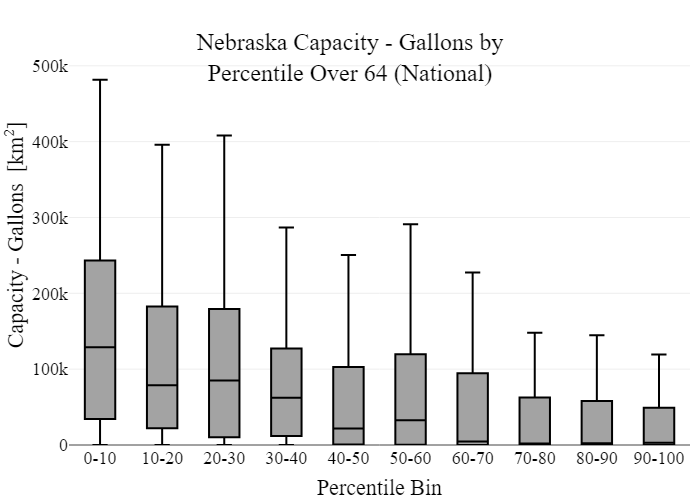 Nebraska Capacity - Gallons by
Percentile Over 64 (National)
Capacity - Gallons [km²]
500k
400k
300k
200k
100k
0
0-10 10-20 20-30 30-40 40-50 50-60 60-70 70-80 80-90 90-100
Percentile Bin